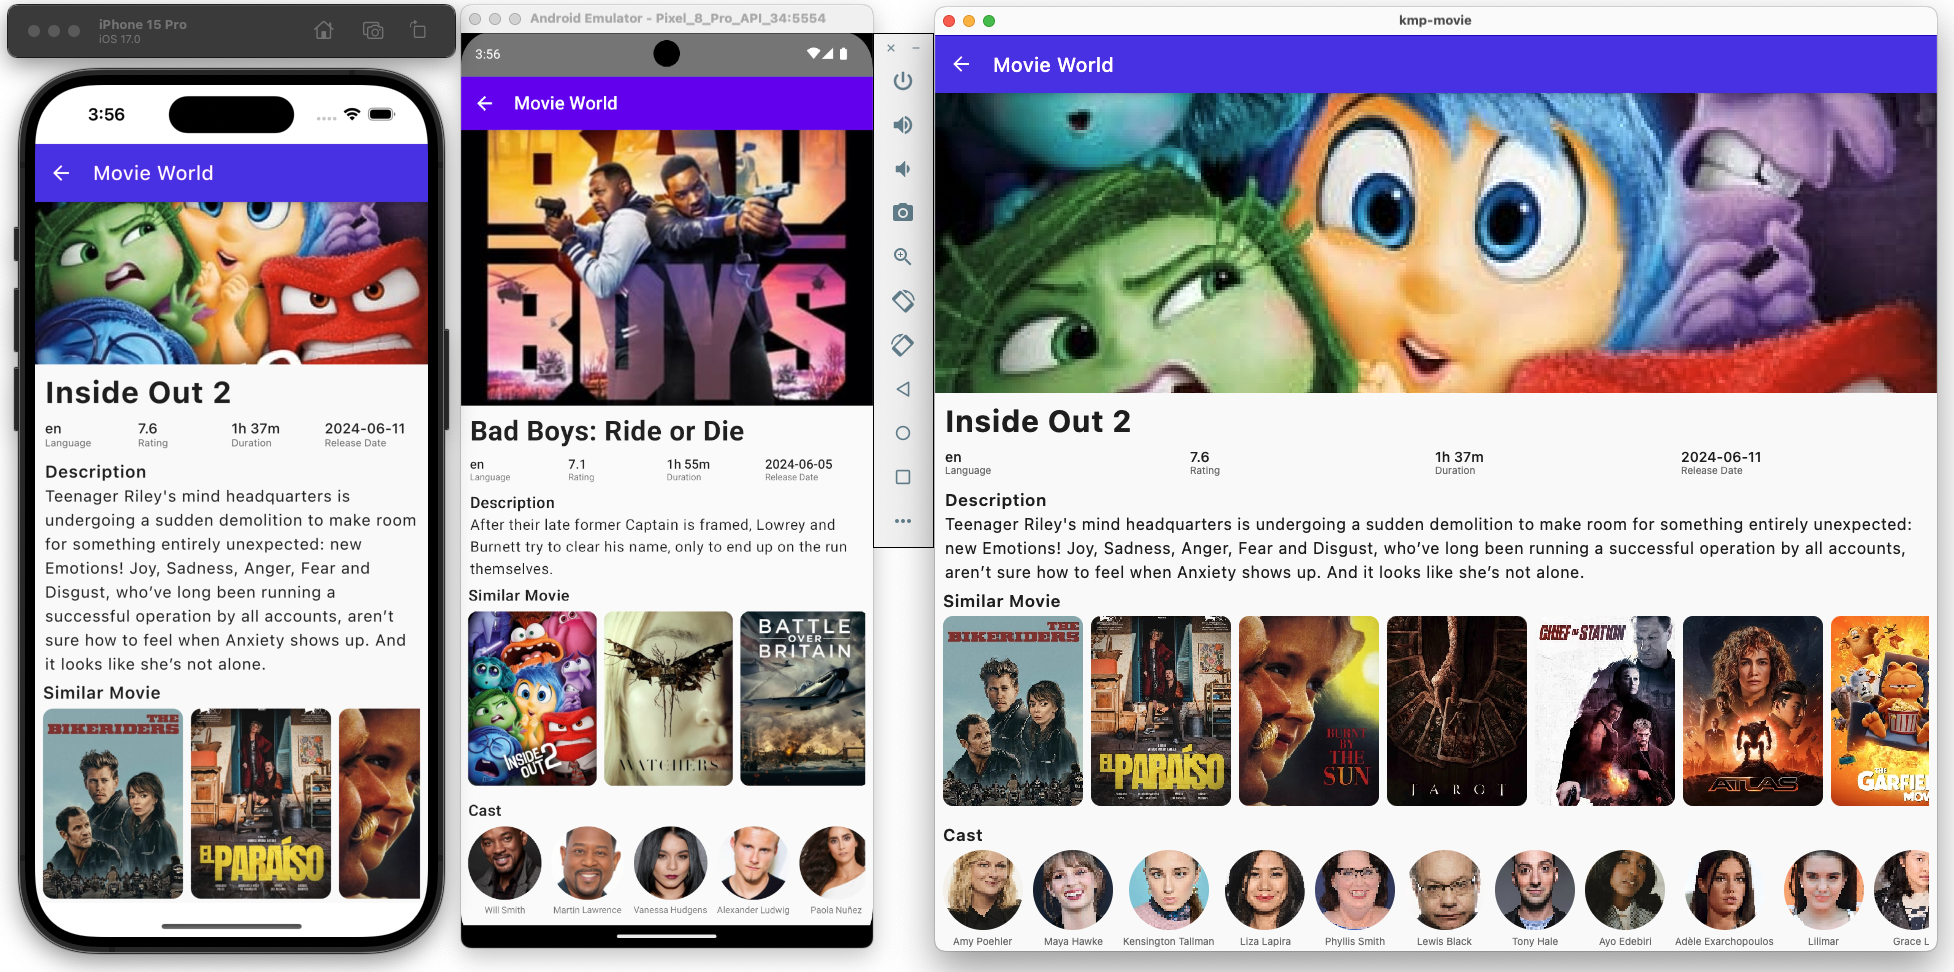 iPhone 15 Pro
iOS 17.0
3:56
Movie World
Inside Out 2
en
Language
7.6
Rating
1h 37m
Duration
2024-06-11
Release Date
Description
Teenager Riley's mind headquarters is
undergoing a sudden demolition to make room
for something entirely unexpected: new
Emotions! Joy, Sadness, Anger, Fear and
Disgust, who’ve long been running a
successful operation by all accounts, aren’t
sure how to feel when Anxiety shows up. And
it looks like she’s not alone.
Similar Movie
THE
BIKERIDERS
EL PARAÍSO
Android Emulator - Pixel_8_Pro_API_34:5554
3:56
Movie World
BAD
BOYS
Bad Boys: Ride or Die
en
Language
7.1
Rating
1h 55m
Duration
2024-06-05
Release Date
Description
After their late former Captain is framed, Lowrey and
Burnett try to clear his name, only to end up on the run
themselves.
Similar Movie
INSIDE
OUT 2
WATCHERS
BATTLE
OVER
BRITAIN
Cast
Will Smith
Martin Lawrence
Vanessa Hudgens
Alexander Ludwig
Paola Nuñez
kmp-movie
Movie World
Inside Out 2
en
Language
7.6
Rating
1h 37m
Duration
2024-06-11
Release Date
Description
Teenager Riley's mind headquarters is undergoing a sudden demolition to make room for something entirely unexpected:
new Emotions! Joy, Sadness, Anger, Fear and Disgust, who’ve long been running a successful operation by all accounts,
aren’t sure how to feel when Anxiety shows up. And it looks like she’s not alone.
Similar Movie
THE
BIKERIDERS
EL PARAÍSO
BURNT
BY
THE
SUN
TAROT
CHIEF OF STATION
ATLAS
THE
GARFIE
MOV
Cast
Amy Poehler
Maya Hawke
Kensington Tallman
Liza Lapira
Phyllis Smith
Lewis Black
Tony Hale
Ayo Edebiri
Adèle Exarchopoulos
Lilimar
Grace L